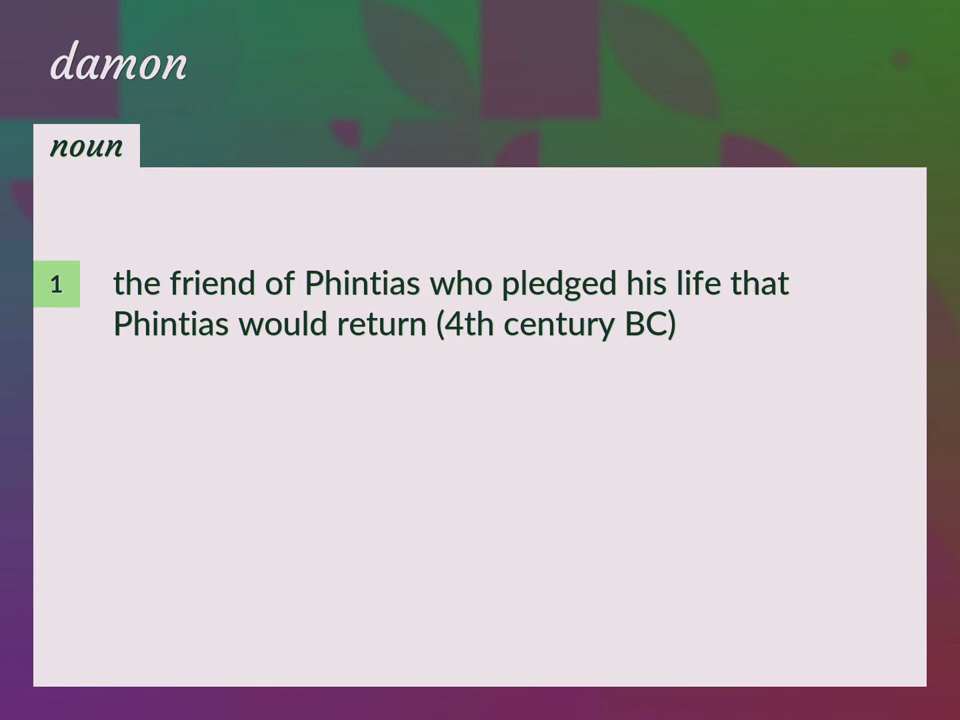 damon
noun
1
the friend of Phintias who pledged his life that
Phintias would return (4th century BC)